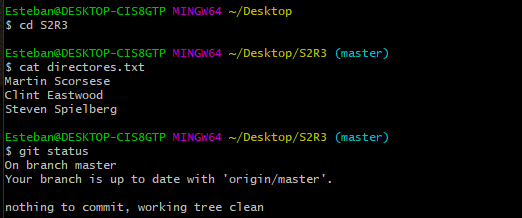 Esteban@DESKTOP-CIS8GTP MINGW64 ~/Desktop
$ cd S2R3
Esteban@DESKTOP-CIS8GTP MINGW64 ~/Desktop/S2R3 (master)
$ cat directores.txt
Martin Scorsese
Clint Eastwood
Steven Spielberg
Esteban@DESKTOP-CIS8GTP MINGW64 ~/Desktop/S2R3 (master)
$ git status
On branch master
Your branch is up to date with 'origin/master'.
nothing to commit, working tree clean